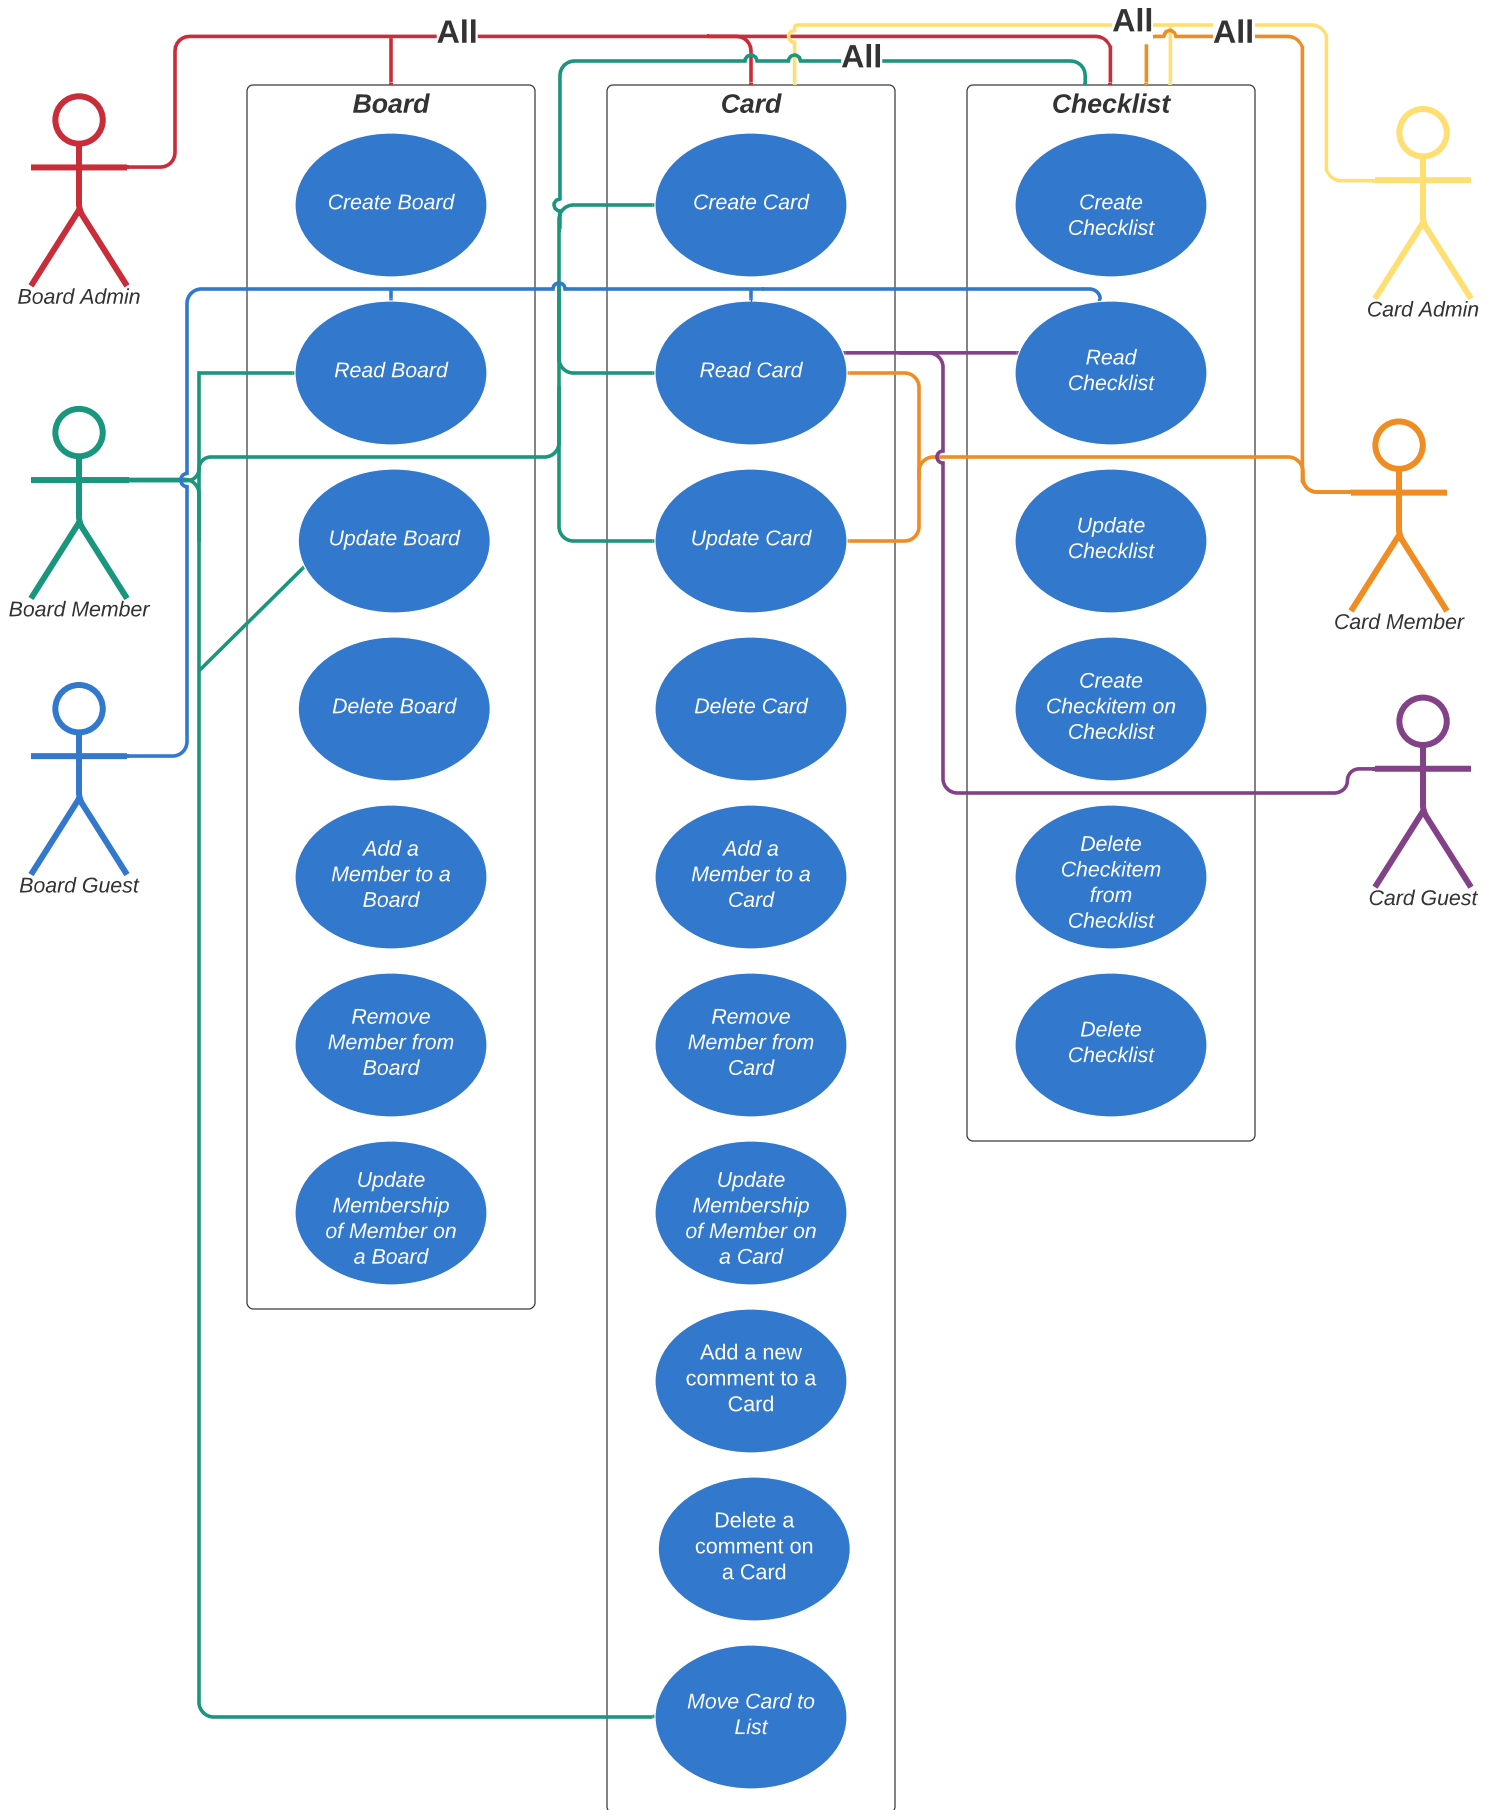 All
All
All
All
Board
Card
Checklist
Board Admin
Board Member
Board Guest
Create Board
Read Board
Update Board
Delete Board
Add a
Member to a
Board
Remove
Member from
Board
Update
Membership
of Member on
a Board
Create Card
Read Card
Update Card
Delete Card
Add a
Member to a
Card
Remove
Member from
Card
Update
Membership
of Member on
a Card
Add a new
comment to a
Card
Delete a
comment on
a Card
Move Card to
List
Create
Checklist
Read
Checklist
Update
Checklist
Create
Checkitem on
Checklist
Delete
Checkitem
from
Checklist
Delete
Checklist
Card Admin
Card Member
Card Guest